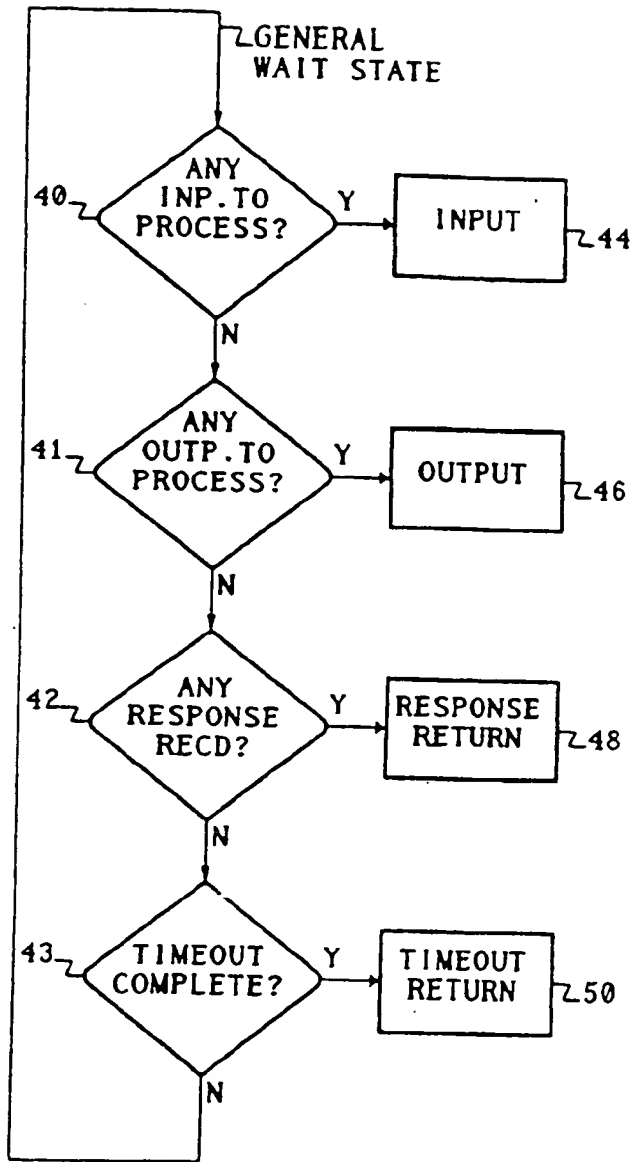 GENERAL
WAIT STATE
ANY
INP.TO
PROCESS?
40
Y
INPUT
44
N
ANY
OUTP.TO
PROCESS?
41
Y
OUTPUT
46
N
ANY
RESPONSE
RECD?
42
Y
RESPONSE
RETURN
48
N
TIMEOUT
COMPLETE?
43
Y
TIMEOUT
RETURN
50
N